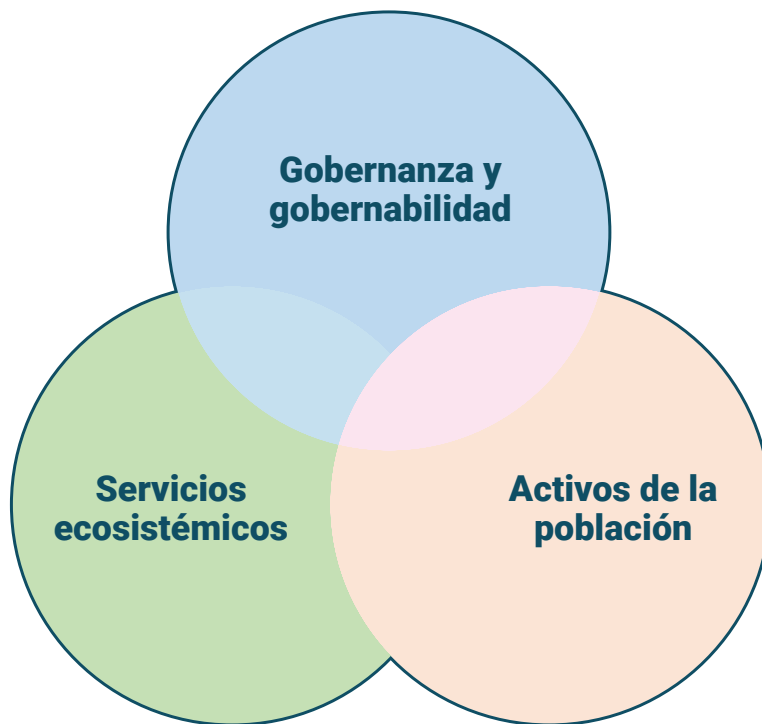 Gobernanza y
gobernabilidad
Servicios
ecosistémicos
Activos de la
población